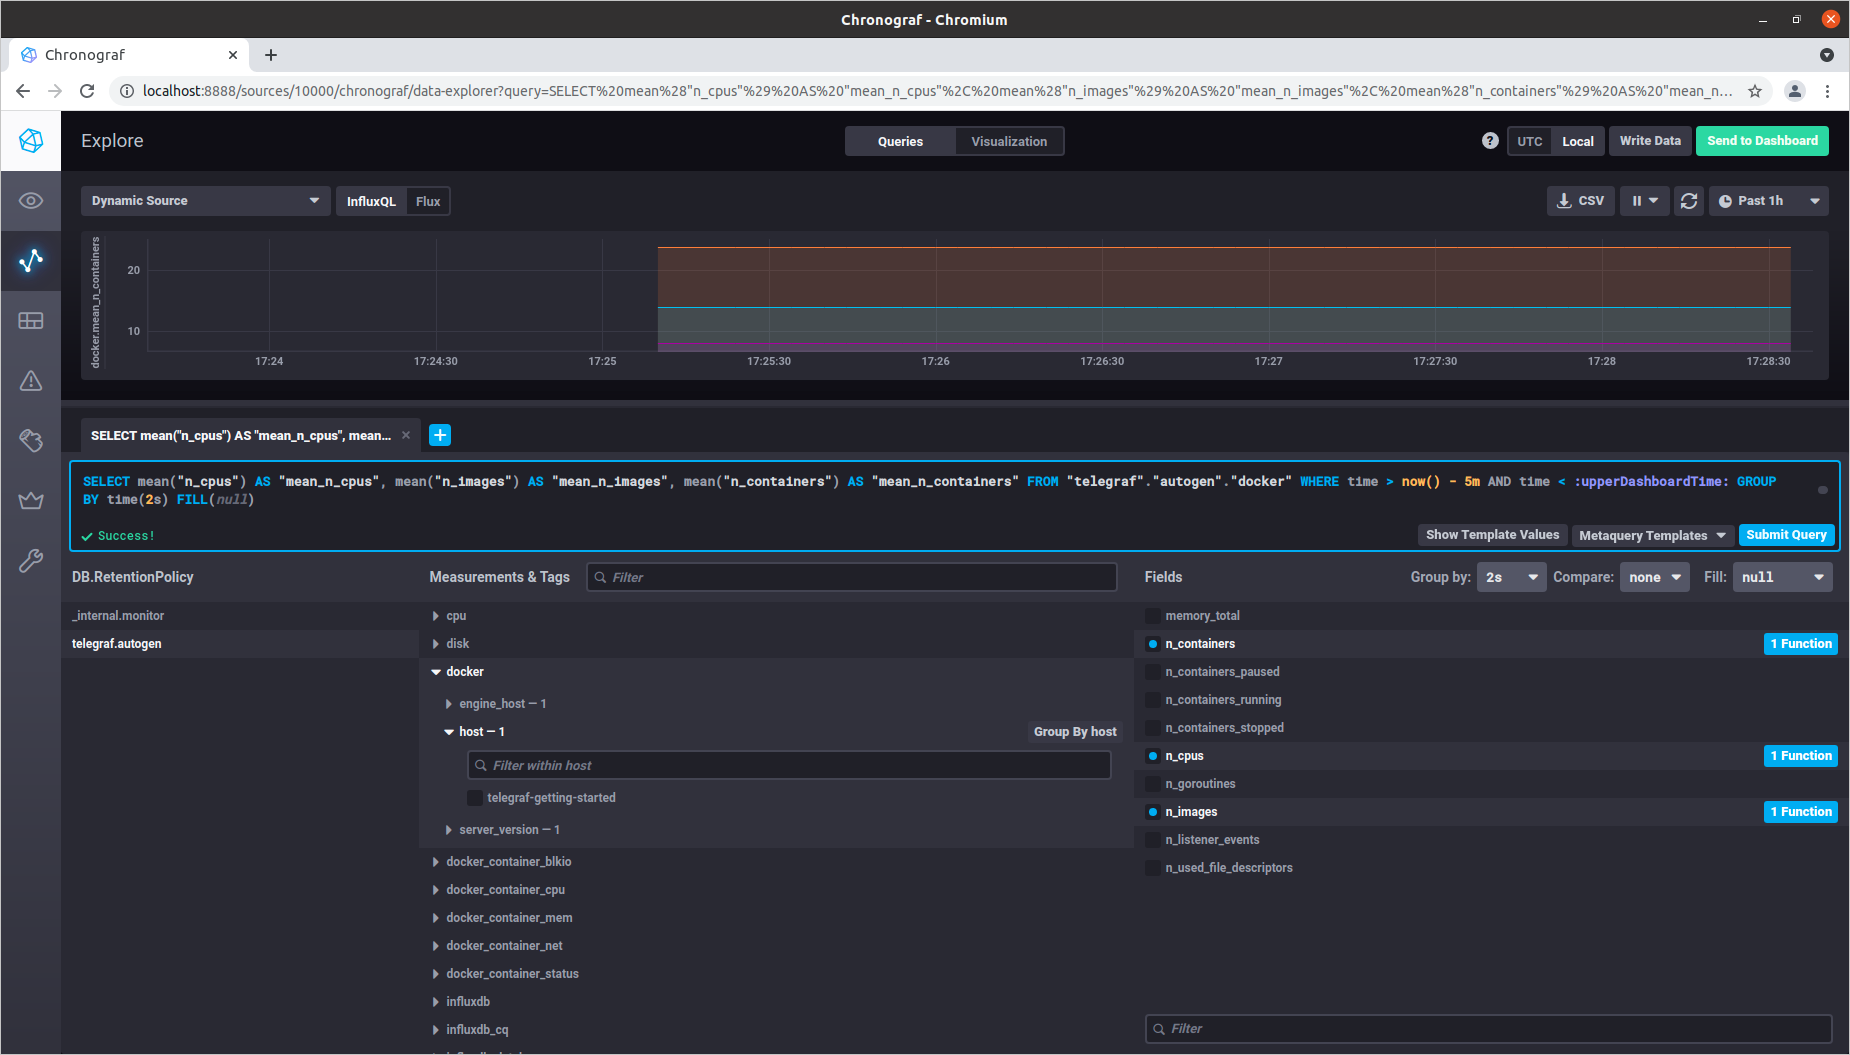 Chronograf - Chromium
Chronograf
localhost:8888/sources/10000/chronograf/data-explorer?query=SELECT%20mean%28"n_cpus"%29%20AS%20"mean_n_cpus"%2C%20mean%28"n_images"%29%20AS%20"mean_n_images"%2C%20mean%28"n_containers"%29%20AS%20"mean_n...
Explore
Queries
Visualization
?
UTC
Local
Write Data
Send to Dashboard
Dynamic Source
InfluxQL
Flux
CSV
Past 1h
docker.mean_n_containers
20
10
17:24
17:24:30
17:25
17:25:30
17:26
17:26:30
17:27
17:27:30
17:28
17:28:30
SELECT mean("n_cpus") AS "mean_n_cpus", mean...
SELECT mean("n_cpus") AS "mean_n_cpus", mean("n_images") AS "mean_n_images", mean("n_containers") AS "mean_n_containers" FROM "telegraf"."autogen"."docker" WHERE time > now() - 5m AND time < :upperDashboardTime: GROUP
BY time(2s) FILL(null)
Success!
Show Template Values
Metaquery Templates
Submit Query
DB.RetentionPolicy
_internal.monitor
telegraf.autogen
Measurements & Tags
Filter
cpu
disk
docker
engine_host — 1
host — 1
Group By host
Filter within host
telegraf-getting-started
server_version — 1
docker_container_blkio
docker_container_cpu
docker_container_mem
docker_container_net
docker_container_status
influxdb
influxdb_cq
Fields
Group by:
2s
Compare:
none
Fill:
null
memory_total
n_containers
1 Function
n_containers_paused
n_containers_running
n_containers_stopped
n_cpus
1 Function
n_goroutines
n_images
1 Function
n_listener_events
n_used_file_descriptors
Filter